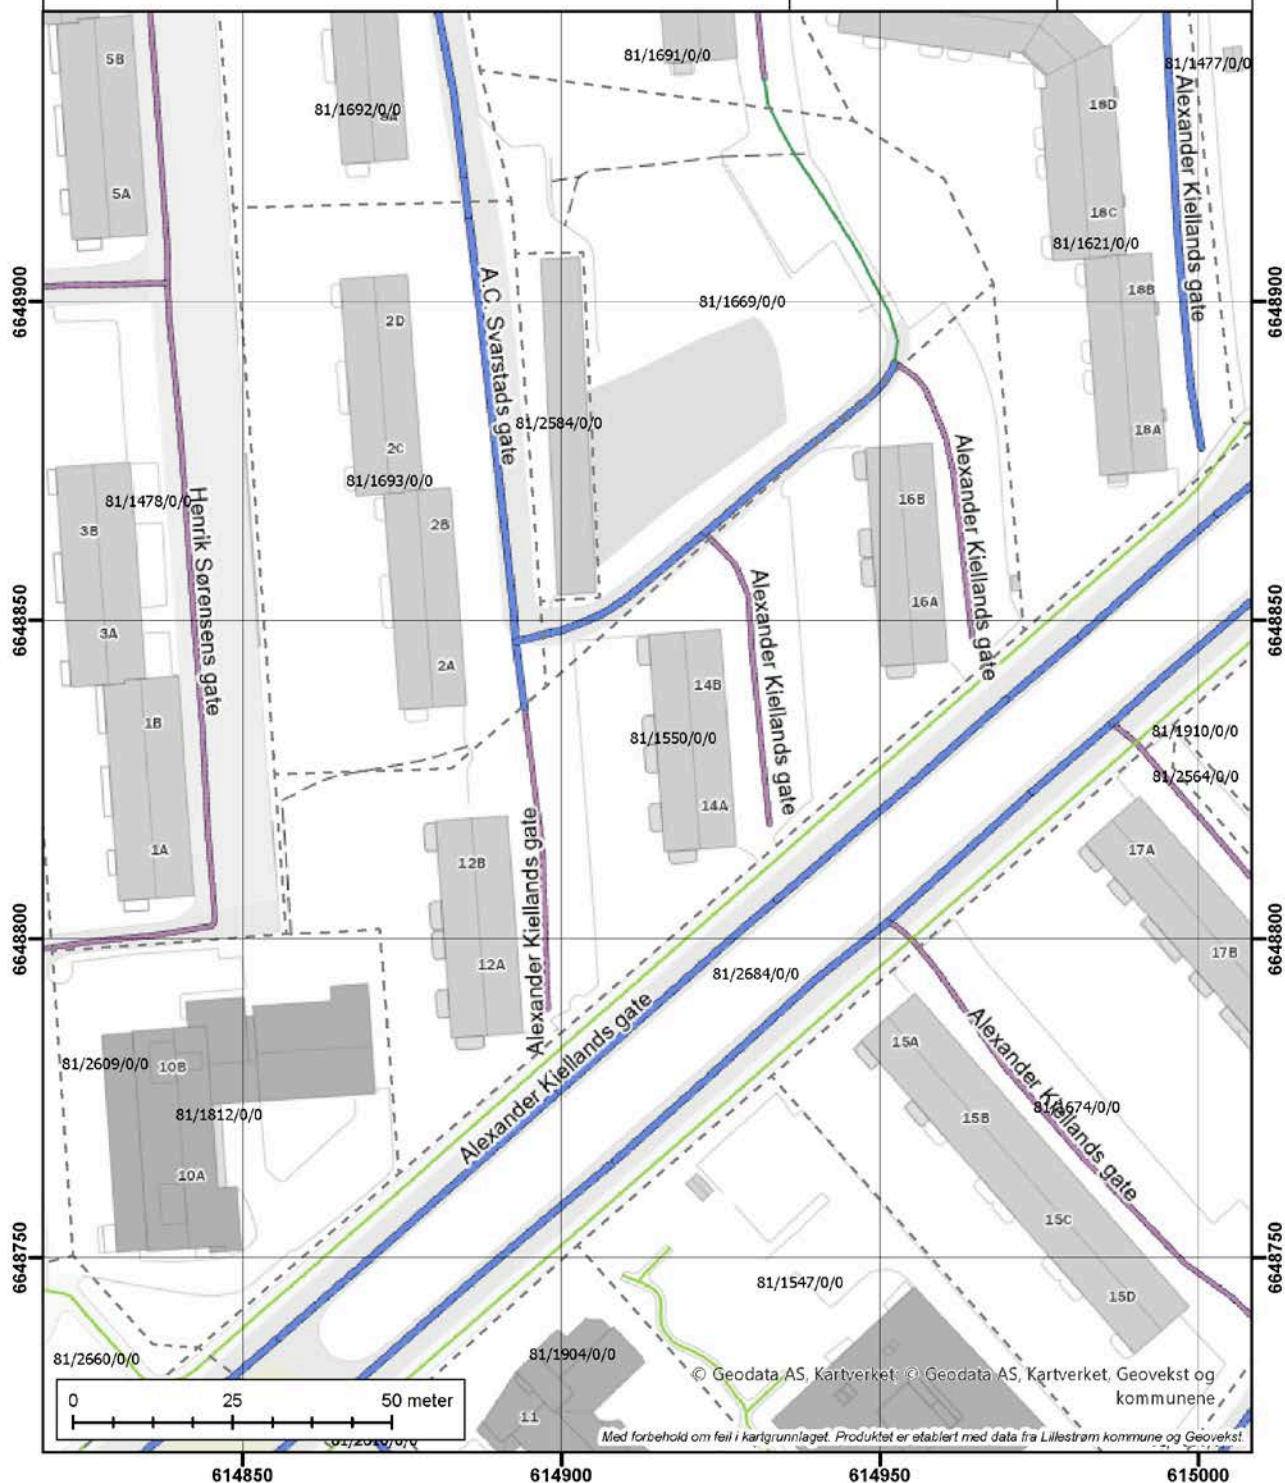 5B
81/1691/0/0
81/1477/0/0
81/1692/0/0
18D
Alexander Kiellands gate
5A
18C
81/1621/0/0
6648900
18B
6648900
81/1669/0/0
2D
A.C. Svarstads gate
81/2584/0/0
18A
2C
81/1693/0/0
81/1478/0/0
Henrik Sørensens gate
3B
2B
16B
Alexander Kiellands gate
16A
6648850
6648850
3A
Alexander Kiellands gate
2A
14B
1B
81/1550/0/0
81/1910/0/0
81/2564/0/0
14A
1A
12B
17A
Alexander Kiellands gate
6648800
6648800
12A
81/2684/0/0
17B
Alexander Kiellands gate
15A
Alexander Kiellands gate
81/2609/0/0
10B
81/1812/0/0
15B
10A
15C
6648750
6648750
81/1547/0/0
15D
81/2660/0/0
81/1904/0/0
11
© Geodata AS, Kartverket, © Geodata AS, Kartverket, Geovekst og
kommunene
0 25 50 meter
Med forbehold om feil i kartgrunnlaget. Produktet er etablert med data fra Lillestrøm kommune og Geovekst.
614850 614900 614950 615000